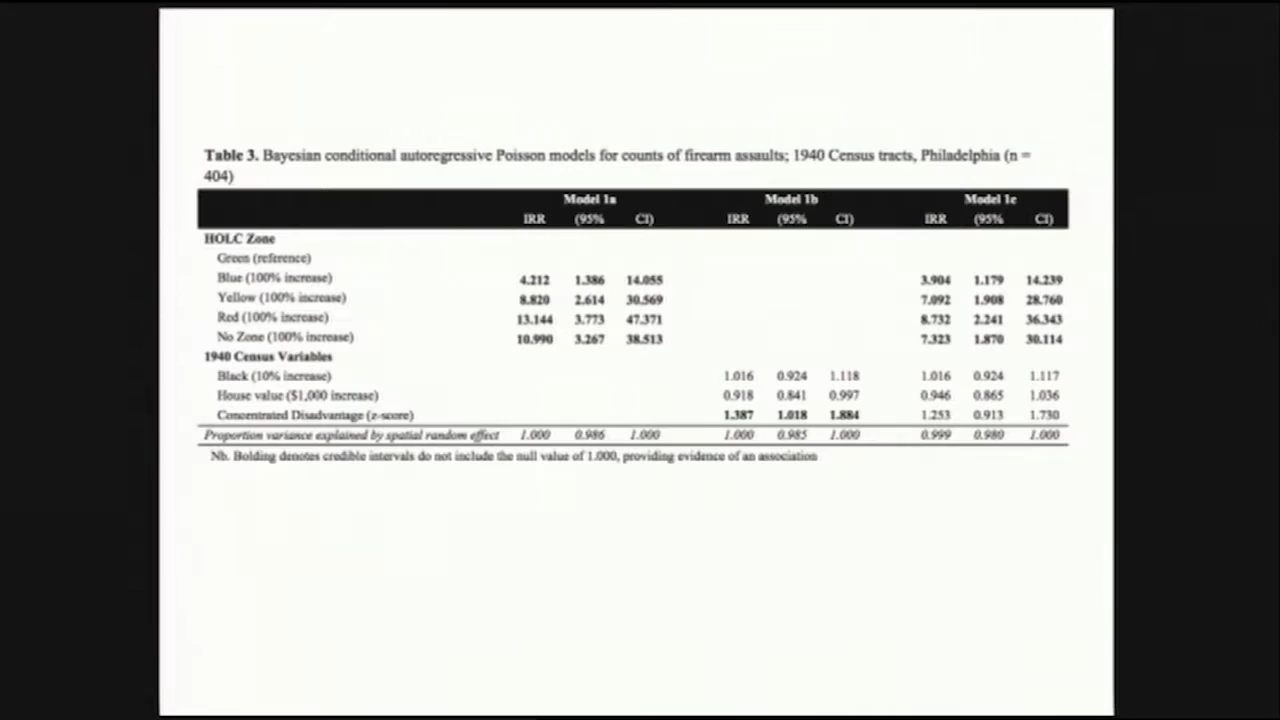 Table 3. Bayesian conditional autoregressive Poisson models for counts of firearm assaults; 1940 Census tracts, Philadelphia (n =
404)
Model 1a Model 1b Model 1c
IRR (95% CI) IRR (95% CI) IRR (95% CI)
HOLC Zone
Green (reference)
Blue (100% increase) 4.212 1.386 14.055 3.904 1.179 14.239
Yellow (100% increase) 8.820 2.614 30.569 7.092 1.908 28.760
Red (100% increase) 13.144 3.773 47.371 8.732 2.241 36.343
No Zone (100% increase) 10.990 3.267 38.513 7.323 1.870 30.114
1940 Census Variables
Black (10% increase) 1.016 0.924 1.118 1.016 0.924 1.117
House value ($1,000 increase) 0.918 0.841 0.997 0.946 0.865 1.036
Concentrated Disadvantage (z-score) 1.387 1.018 1.884 1.253 0.913 1.730
Proportion variance explained by spatial random effect 1.000 0.986 1.000 1.000 0.985 1.000 0.999 0.980 1.000
Nb. Bolding denotes credible intervals do not include the null value of 1.000, providing evidence of an association